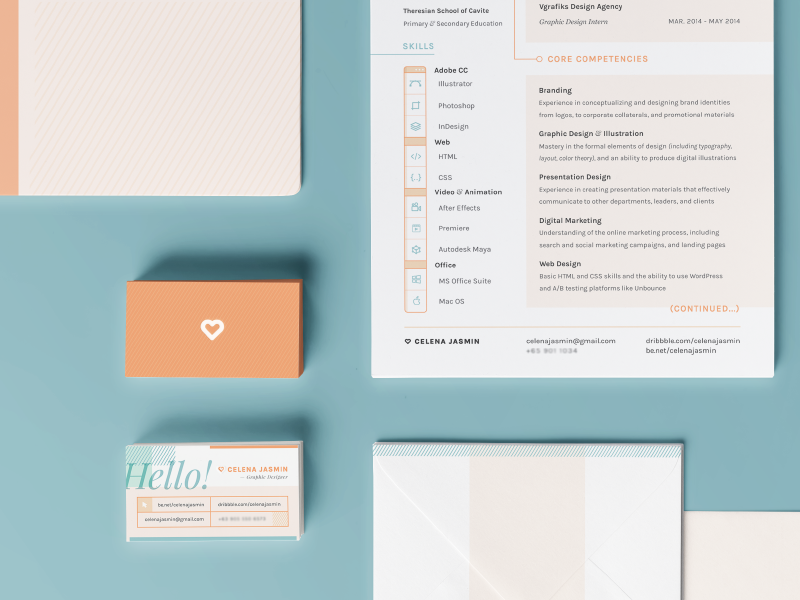 Theresian School of Cavite
Primary & Secondary Education
SKILLS
Adobe CC
Illustrator
Photoshop
InDesign
Web
HTML
CSS
Video & Animation
After Effects
Premiere
Autodesk Maya
Office
MS Office Suite
Mac OS
Vgrafiks Design Agency
Graphic Design Intern MAR. 2014 - MAY 2014
CORE COMPETENCIES
Branding
Experience in conceptualizing and designing brand identities
from logos, to corporate collaterals, and promotional materials
Graphic Design & Illustration
Mastery in the formal elements of design (including typography,
layout, color theory), and an ability to produce digital illustrations
Presentation Design
Experience in creating presentation materials that effectively
communicate to other departments, leaders, and clients
Digital Marketing
Understanding of the online marketing process, including
search and social marketing campaigns, and landing pages
Web Design
Basic HTML and CSS skills and the ability to use WordPress
and A/B testing platforms like Unbounce
(CONTINUED...)
CELENA JASMIN
celenajasmin@gmail.com
dribbble.com/celenajasmin
be.net/celenajasmin
Hello!
CELENA JASMIN
— Graphic Designer
be.net/celenajasmin dribbble.com/celenajasmin
celenajasmin@gmail.com